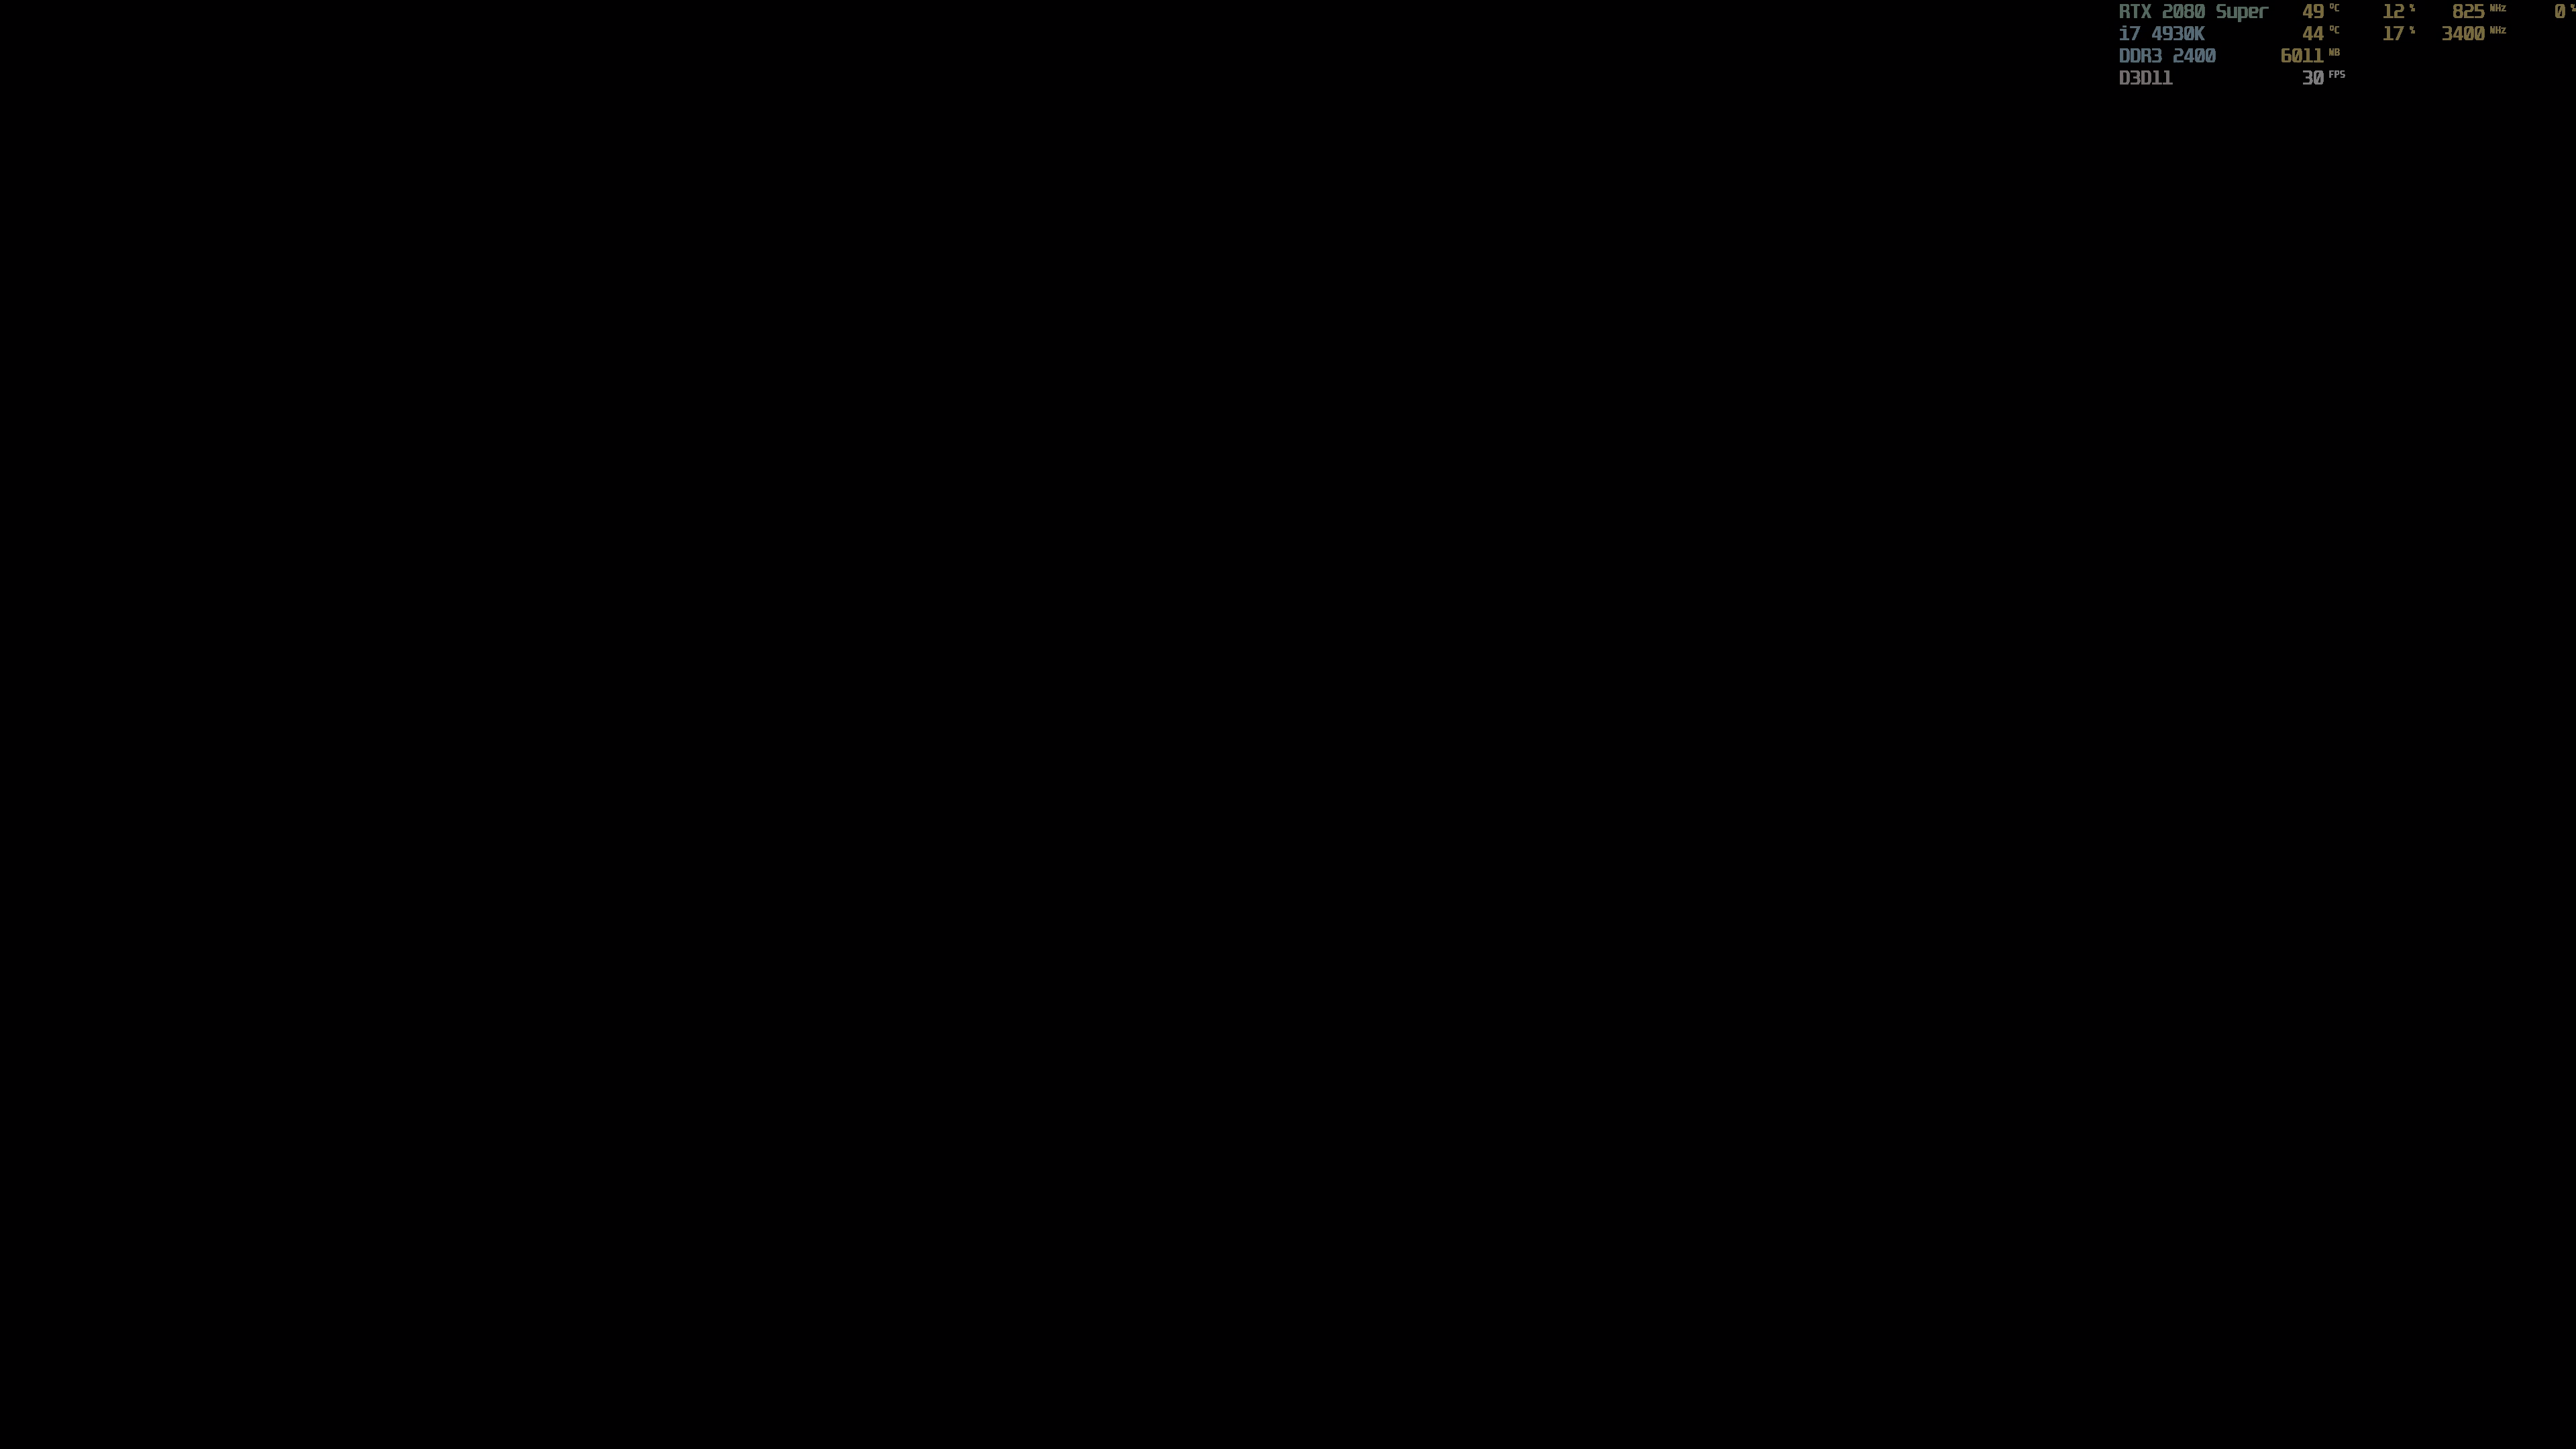 RTX 2080 Super 49 °C 12 % 825 MHz 0 %
i7 4930K 44 °C 17 % 3400 MHz
DDR3 2400 6011 MB
D3D11 30 FPS